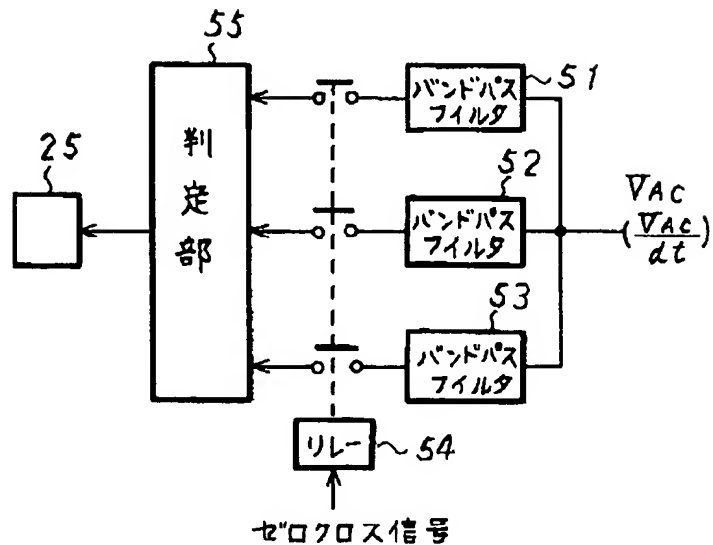 55
バンドパス
フィルタ
51
25
判定部
52
バンドパス
フィルタ
VAC
(VAC/dt)
53
バンドパス
フィルタ
リレー
54
ゼロクロス信号